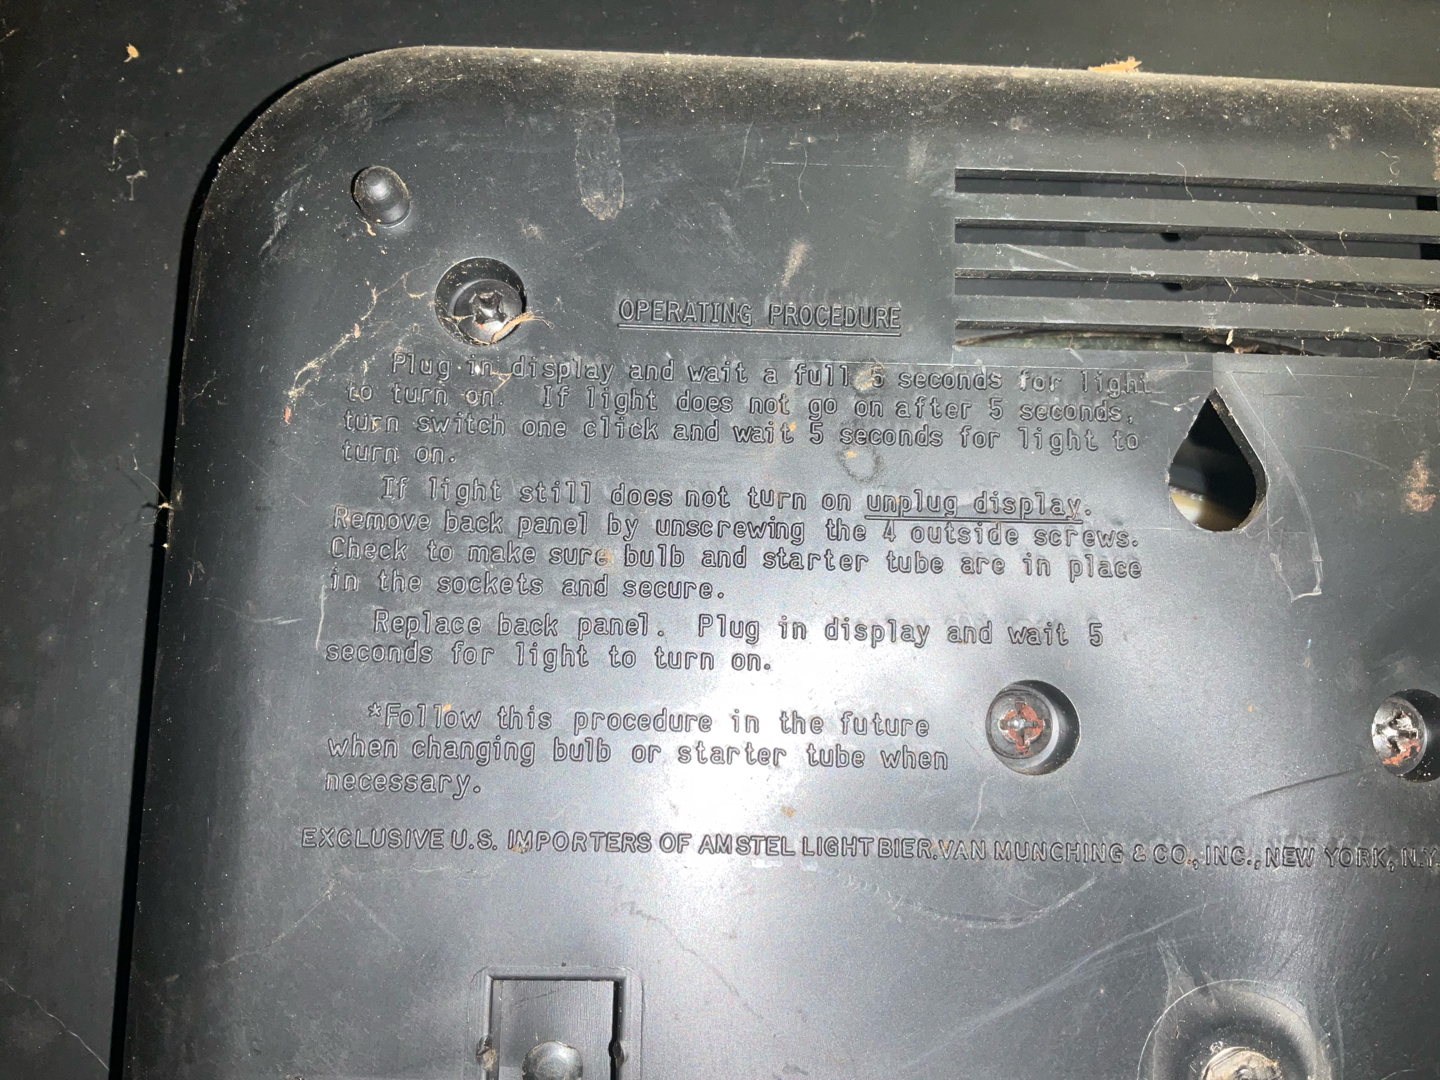 OPERATING PROCEDURE
Plug in display and wait a full 5 seconds for light
to turn on. If light does not go on after 5 seconds,
turn switch one click and wait 5 seconds for light to
turn on.
If light still does not turn on unplug display.
Remove back panel by unscrewing the 4 outside screws.
Check to make sure bulb and starter tube are in place
in the sockets and secure.
Replace back panel. Plug in display and wait 5
seconds for light to turn on.
*Follow this procedure in the future
when changing bulb or starter tube when
necessary.
EXCLUSIVE U.S. IMPORTERS OF AMSTEL LIGHT BIER. VAN MUNCHING & CO., INC., NEW YORK, N.Y.